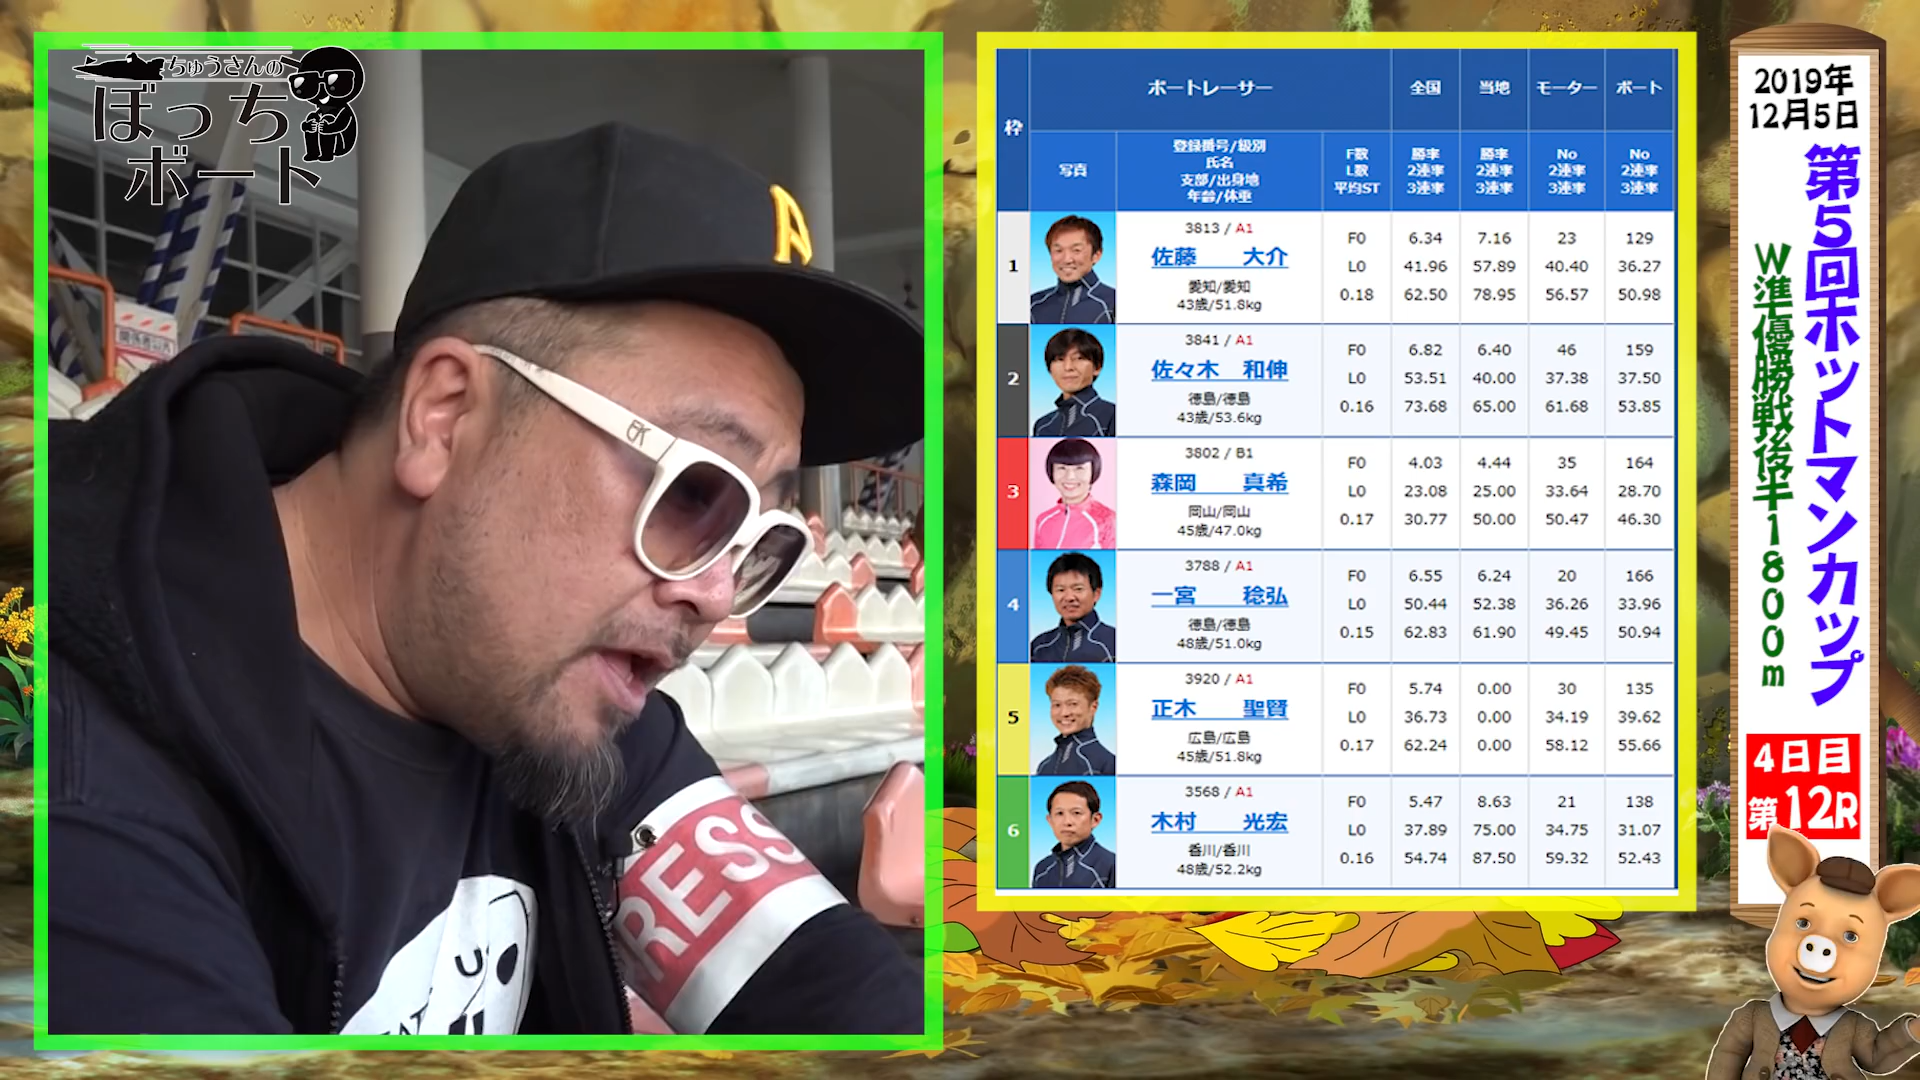 ちゅうさんの
ぼっち
ボート
A
EK
RESS
枠 ボートレーサー 全国 当地 モーター ボート
写真 登録番号/級別 氏名 支部/出身地 年齢/体重 F数 L数 平均ST 勝率 2連率 3連率 勝率 2連率 3連率 No 2連率 3連率 No 2連率 3連率
1 3813 / A1 佐藤 大介 愛知/愛知 43歳/51.8kg F0 L0 0.18 6.34 41.96 62.50 7.16 57.89 78.95 23 40.40 56.57 129 36.27 50.98
2 3841 / A1 佐々木 和伸 徳島/徳島 43歳/53.6kg F0 L0 0.16 6.82 53.51 73.68 6.40 40.00 65.00 46 37.38 61.68 159 37.50 53.85
3 3802 / B1 森岡 真希 岡山/岡山 45歳/47.0kg F0 L0 0.17 4.03 23.08 30.77 4.44 25.00 50.00 35 33.64 50.47 164 28.70 46.30
4 3788 / A1 一宮 稔弘 徳島/徳島 48歳/51.0kg F0 L0 0.15 6.55 50.44 62.83 6.24 52.38 61.90 20 36.26 49.45 166 33.96 50.94
5 3920 / A1 正木 聖賢 広島/広島 45歳/51.8kg F0 L0 0.17 5.74 36.73 62.24 0.00 0.00 0.00 30 34.19 58.12 135 39.62 55.66
6 3568 / A1 木村 光宏 香川/香川 48歳/52.2kg F0 L0 0.16 5.47 37.89 54.74 8.63 75.00 87.50 21 34.75 59.32 138 31.07 52.43
2019年
12月5日
第5回ホットマンカップ
W準優勝戦後半1800m
4日目
第12R